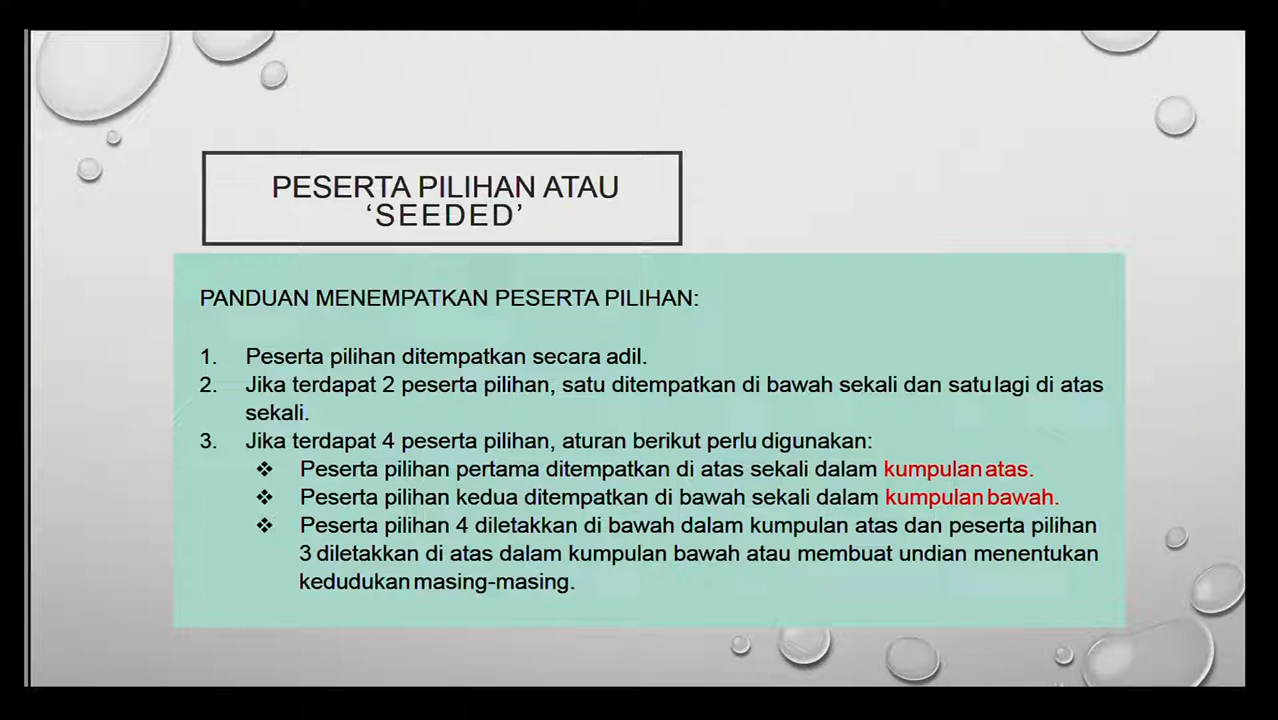 PESERTA PILIHAN ATAU
‘SEEDED’
PANDUAN MENEMPATKAN PESERTA PILIHAN:
1. Peserta pilihan ditempatkan secara adil.
2. Jika terdapat 2 peserta pilihan, satu ditempatkan di bawah sekali dan satu lagi di atas
sekali.
3. Jika terdapat 4 peserta pilihan, aturan berikut perlu digunakan:
❖ Peserta pilihan pertama ditempatkan di atas sekali dalam kumpulan atas.
❖ Peserta pilihan kedua ditempatkan di bawah sekali dalam kumpulan bawah.
❖ Peserta pilihan 4 diletakkan di bawah dalam kumpulan atas dan peserta pilihan
3 diletakkan di atas dalam kumpulan bawah atau membuat undian menentukan
kedudukan masing-masing.